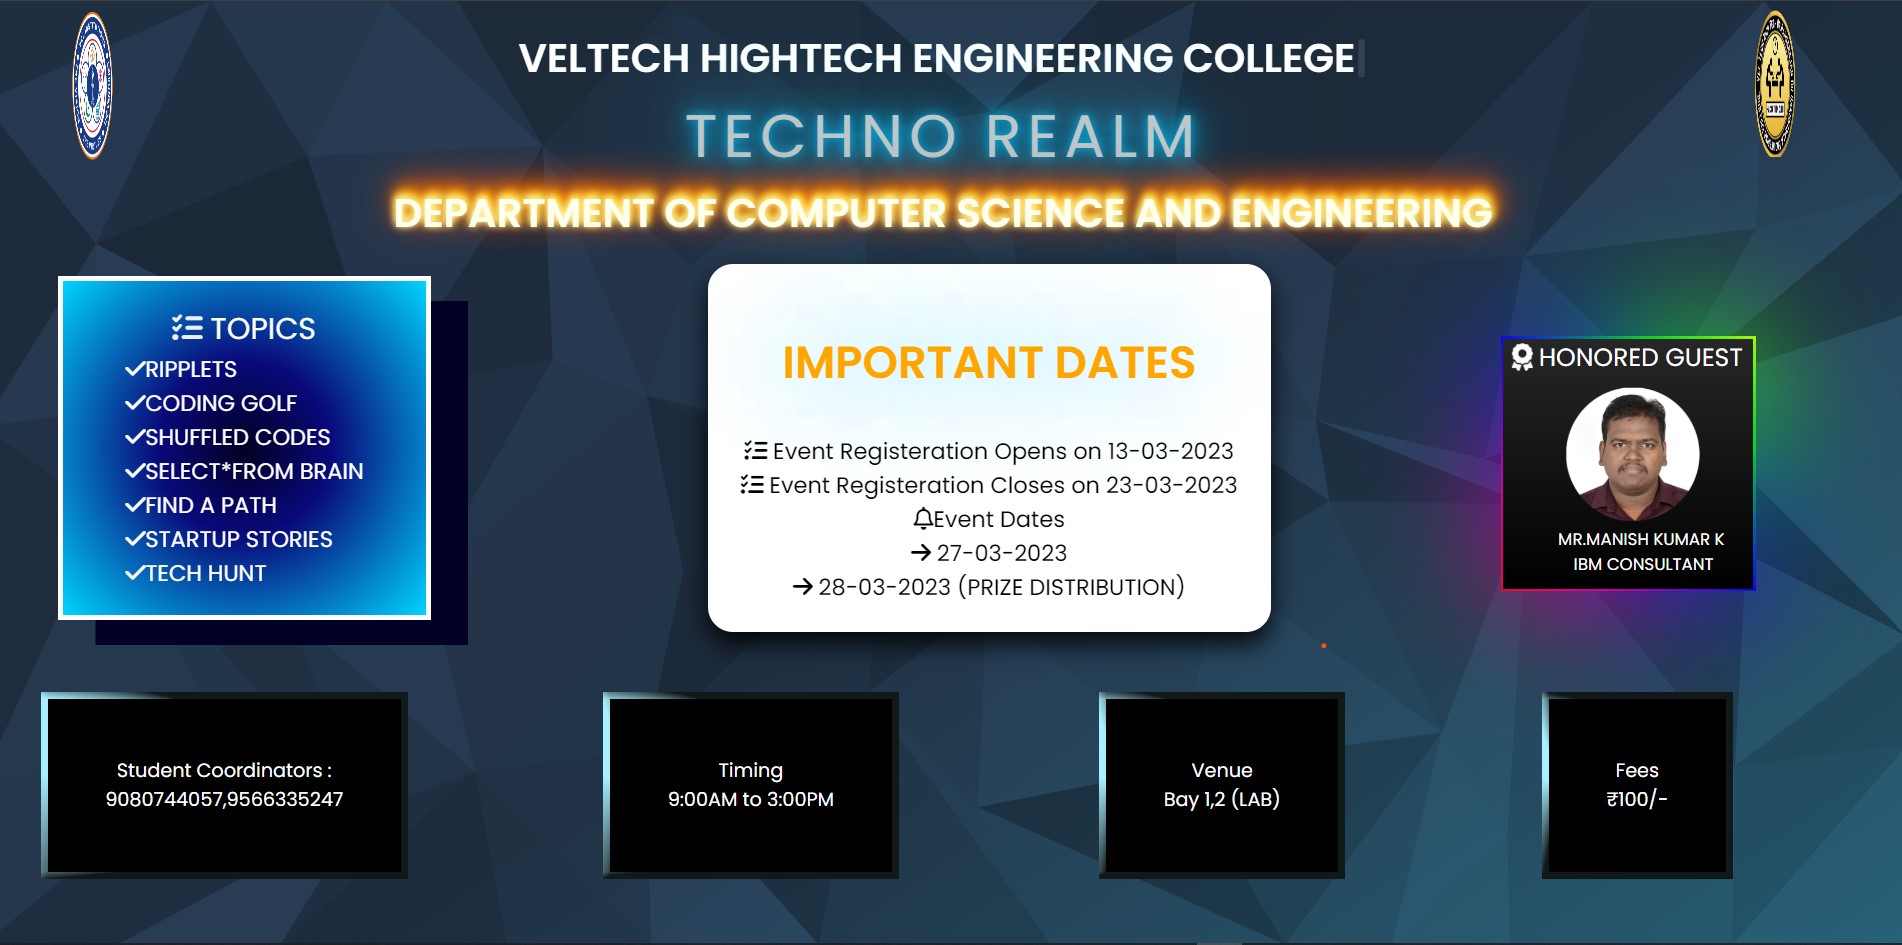 VELTECH HIGHTECH ENGINEERING COLLEGE
TECHNO REALM
DEPARTMENT OF COMPUTER SCIENCE AND ENGINEERING
TOPICS
RIPPLETS
CODING GOLF
SHUFFLED CODES
SELECT*FROM BRAIN
FIND A PATH
STARTUP STORIES
TECH HUNT
IMPORTANT DATES
Event Registeration Opens on 13-03-2023
Event Registeration Closes on 23-03-2023
Event Dates
→ 27-03-2023
→ 28-03-2023 (PRIZE DISTRIBUTION)
HONORED GUEST
MR.MANISH KUMAR K
IBM CONSULTANT
Student Coordinators :
9080744057,9566335247
Timing
9:00AM to 3:00PM
Venue
Bay 1,2 (LAB)
Fees
₹100/-